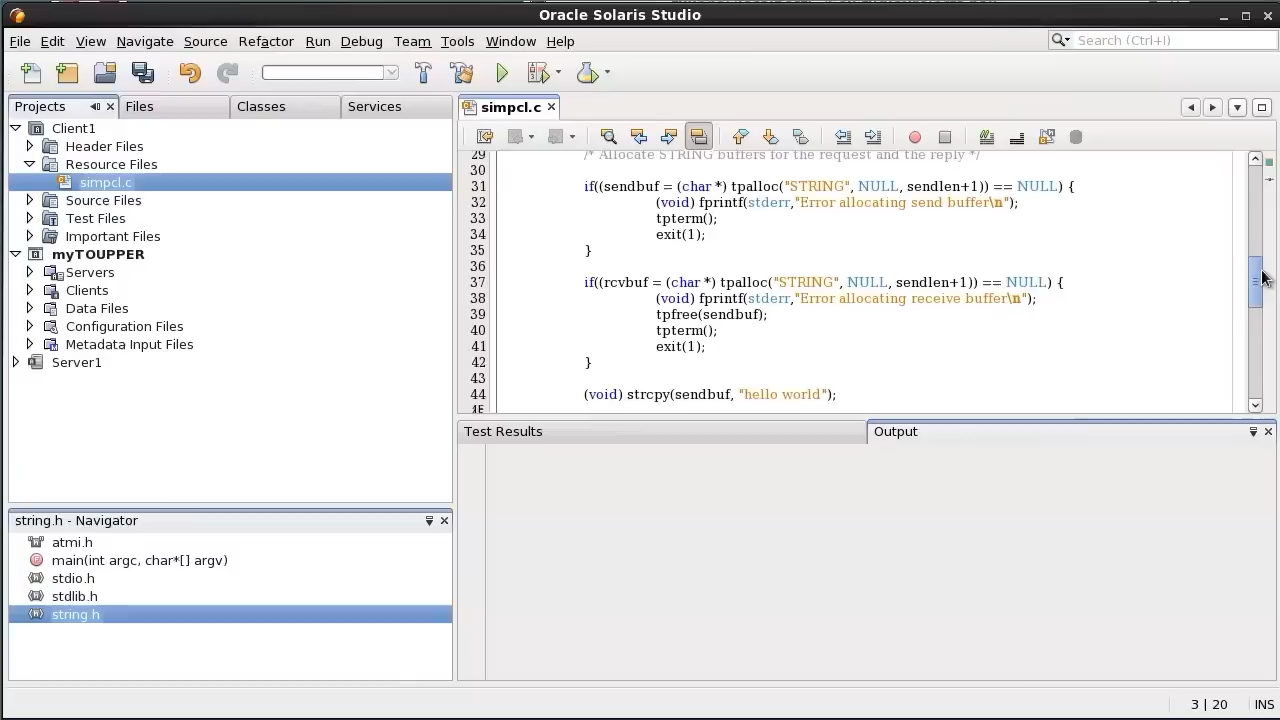 Oracle Solaris Studio
File Edit View Navigate Source Refactor Run Debug Team Tools Window Help
Search (Ctrl+I)
Projects Files Classes Services
simpcl.c
Client1
Header Files
Resource Files
simpcl.c
Source Files
Test Files
Important Files
myTOUPPER
Servers
Clients
Data Files
Configuration Files
Metadata Input Files
Server1
29 /* Allocate STRING buffers for the request and the reply */
30
31 if((sendbuf = (char *) tpalloc("STRING", NULL, sendlen+1)) == NULL) {
32 (void) fprintf(stderr,"Error allocating send buffer\n");
33 tpterm();
34 exit(1);
35 }
36
37 if((rcvbuf = (char *) tpalloc("STRING", NULL, sendlen+1)) == NULL) {
38 (void) fprintf(stderr,"Error allocating receive buffer\n");
39 tpfree(sendbuf);
40 tpterm();
41 exit(1);
42 }
43
44 (void) strcpy(sendbuf, "hello world");
45
Test Results Output
string.h - Navigator
atmi.h
main(int argc, char*[] argv)
stdio.h
stdlib.h
string.h
3 | 20 INS